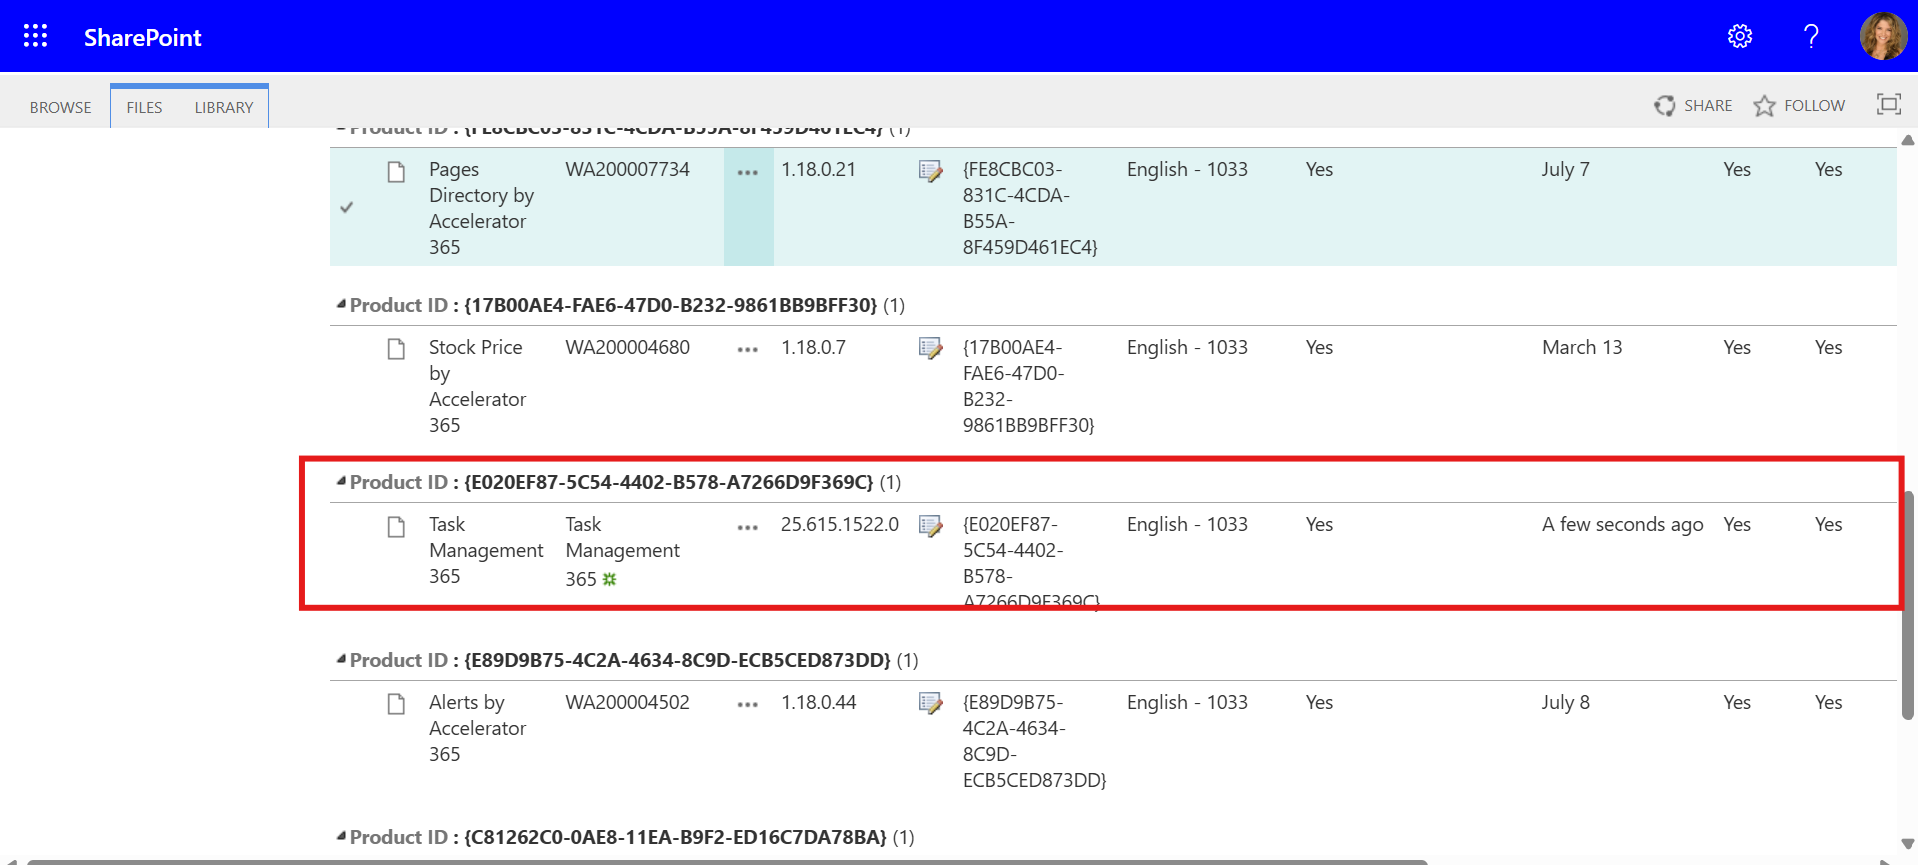 SharePoint
BROWSE FILES LIBRARY SHARE FOLLOW
Product ID : {FE8CBC03-831C-4CDA-B55A-8F459D461EC4} (1)
Pages WA200007734 ... 1.18.0.21 {FE8CBC03- English - 1033 Yes July 7 Yes Yes
Directory by 831C-4CDA-
Accelerator B55A-
365 8F459D461EC4}
Product ID : {17B00AE4-FAE6-47D0-B232-9861BB9BFF30} (1)
Stock Price WA200004680 ... 1.18.0.7 {17B00AE4- English - 1033 Yes March 13 Yes Yes
by FAE6-47D0-
Accelerator B232-
365 9861BB9BFF30}
Product ID : {E020EF87-5C54-4402-B578-A7266D9F369C} (1)
Task Task ... 25.615.1522.0 {E020EF87- English - 1033 Yes A few seconds ago Yes Yes
Management Management 5C54-4402-
365 365 B578-
A7266D9F369C}
Product ID : {E89D9B75-4C2A-4634-8C9D-ECB5CED873DD} (1)
Alerts by WA200004502 ... 1.18.0.44 {E89D9B75- English - 1033 Yes July 8 Yes Yes
Accelerator 4C2A-4634-
365 8C9D-
ECB5CED873DD}
Product ID : {C81262C0-0AE8-11EA-B9F2-ED16C7DA78BA} (1)